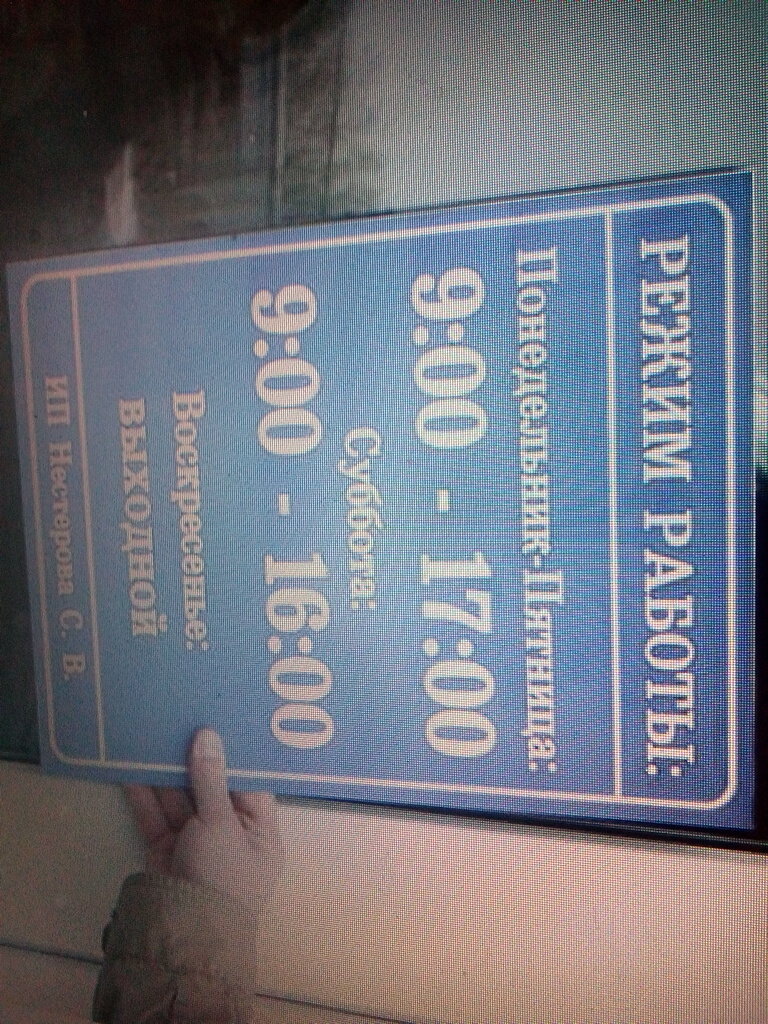 РЕЖИМ РАБОТЫ:
Понедельник-Пятница:
9:00 - 17:00
Суббота:
9:00 - 16:00
Воскресенье:
ВЫХОДНОЙ
ИП Нестерова С. В.